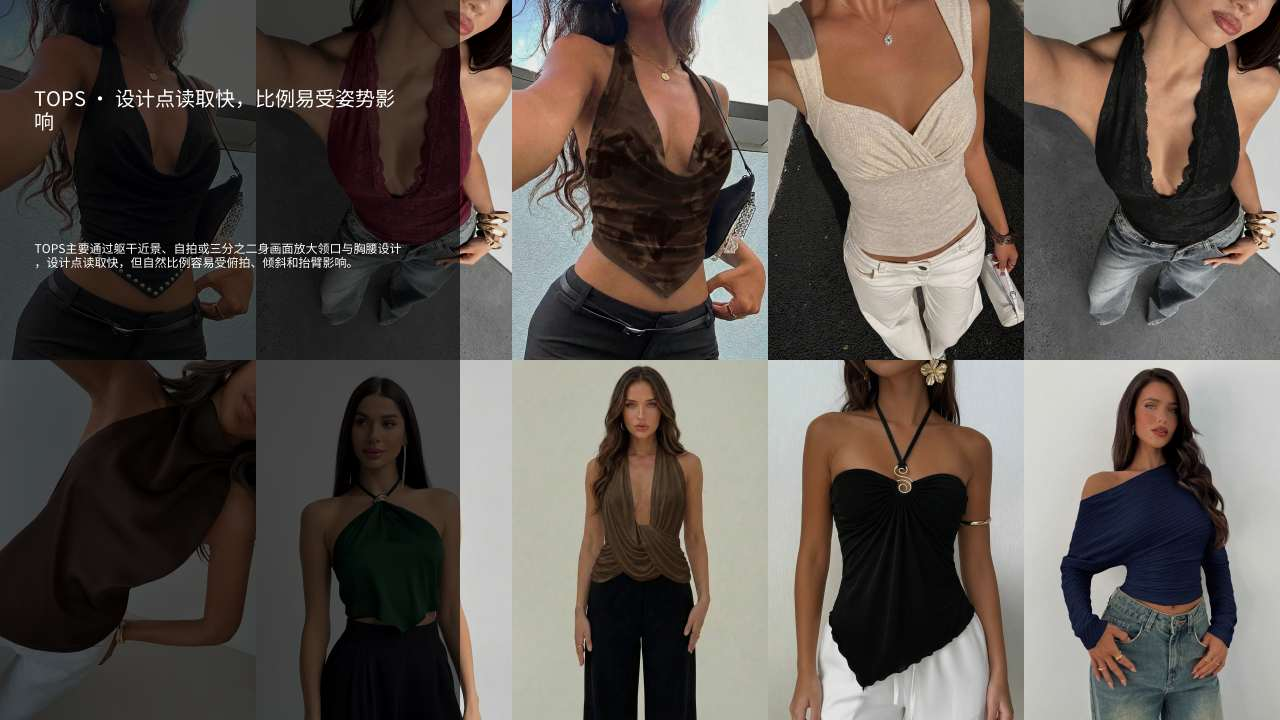 TOPS · 设计点读取快，比例易受姿势影
响
TOPS主要通过躯干近景、自拍或三分之二身画面放大领口与胸腰设计
，设计点读取快，但自然比例容易受俯拍、倾斜和抬臂影响。